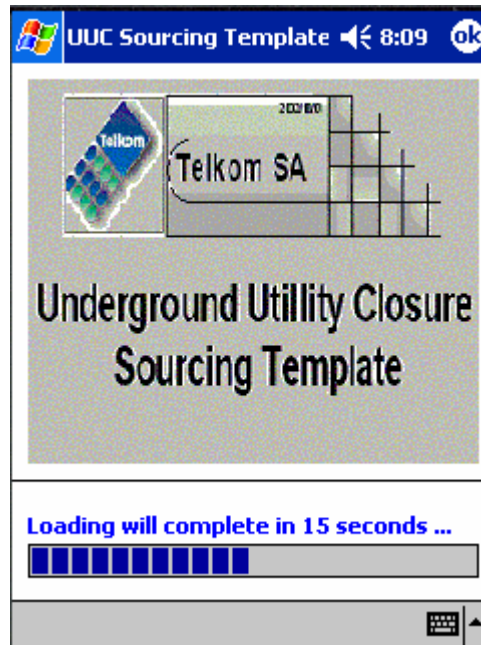 UUC Sourcing Template 8:09 ok
Telkom
Telkom SA
Underground Utillity Closure
Sourcing Template
Loading will complete in 15 seconds ...